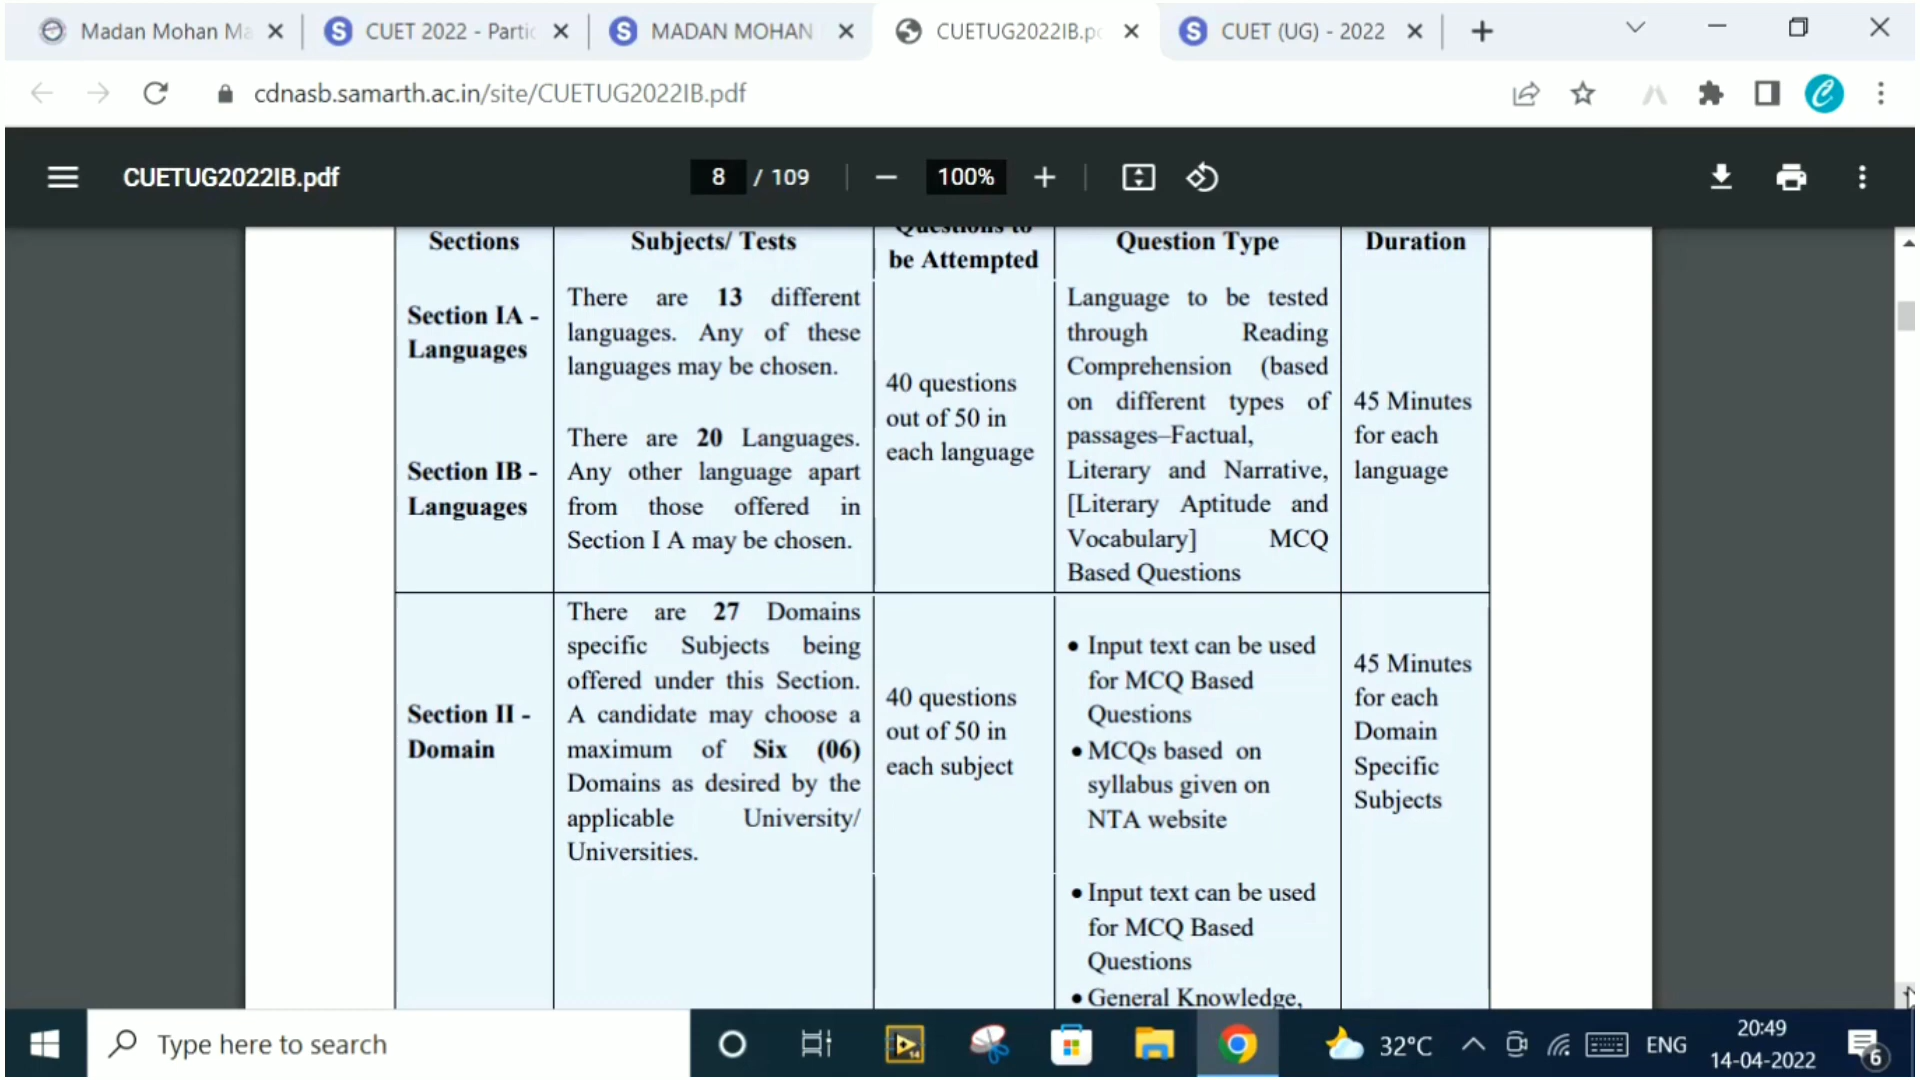 Madan Mohan Ma
CUET 2022 - Partic
MADAN MOHAN
CUETUG2022IB.p
CUET (UG) - 2022
cdnasb.samarth.ac.in/site/CUETUG2022IB.pdf
CUETUG2022IB.pdf
8 / 109
100%
Sections
Subjects/ Tests
Questions to
be Attempted
Question Type
Duration
Section IA -
Languages
There are 13 different
languages. Any of these
languages may be chosen.
Section IB -
Languages
There are 20 Languages.
Any other language apart
from those offered in
Section I A may be chosen.
40 questions
out of 50 in
each language
Language to be tested
through Reading
Comprehension (based
on different types of
passages–Factual,
Literary and Narrative,
[Literary Aptitude and
Vocabulary] MCQ
Based Questions
45 Minutes
for each
language
Section II -
Domain
There are 27 Domains
specific Subjects being
offered under this Section.
A candidate may choose a
maximum of Six (06)
Domains as desired by the
applicable University/
Universities.
40 questions
out of 50 in
each subject
• Input text can be used
for MCQ Based
Questions
• MCQs based on
syllabus given on
NTA website
45 Minutes
for each
Domain
Specific
Subjects
• Input text can be used
for MCQ Based
Questions
• General Knowledge,
Type here to search
32°C
ENG
20:49
14-04-2022
6